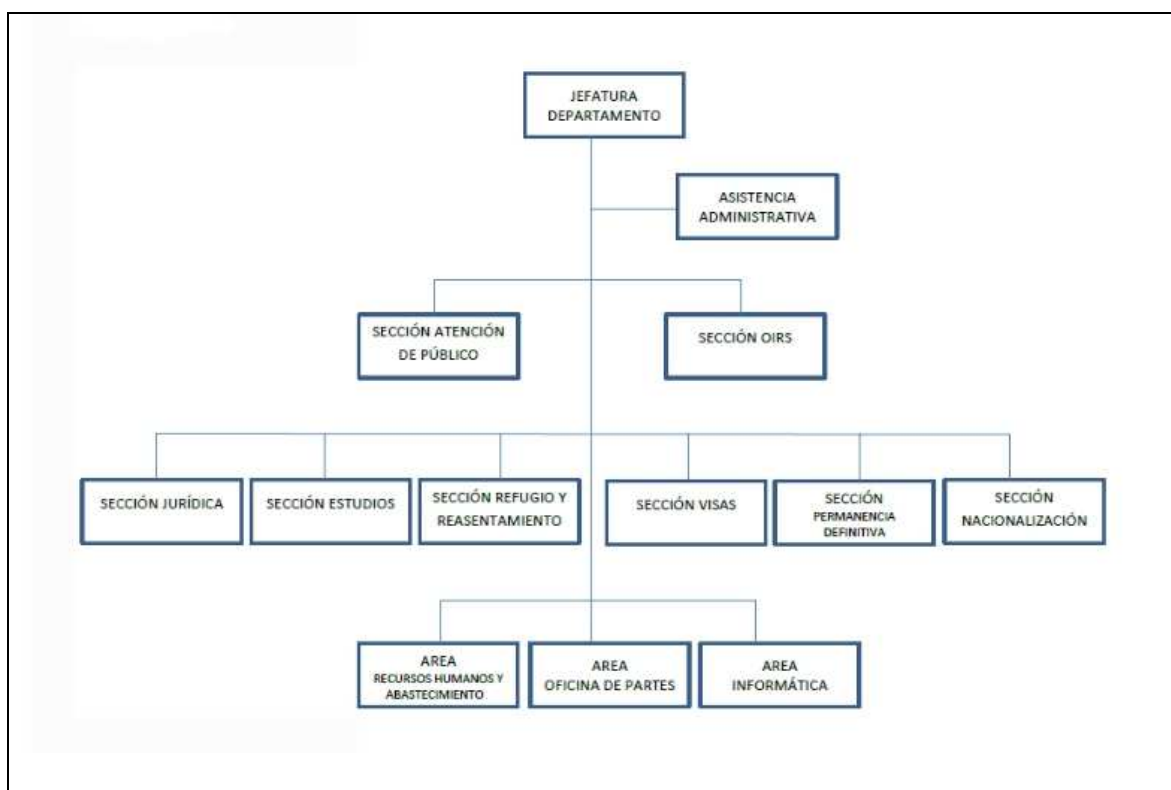 JEFATURA
DEPARTAMENTO
ASISTENCIA
ADMINISTRATIVA
SECCIÓN ATENCIÓN
DE PÚBLICO
SECCIÓN OIRS
SECCIÓN JURÍDICA
SECCIÓN ESTUDIOS
SECCIÓN REFUGIO Y
REASENTAMIENTO
SECCIÓN VISAS
SECCIÓN
PERMANENCIA
DEFINITIVA
SECCIÓN
NACIONALIZACIÓN
AREA
RECURSOS HUMANOS Y
ABASTECIMIENTO
AREA
OFICINA DE PARTES
AREA
INFORMÁTICA